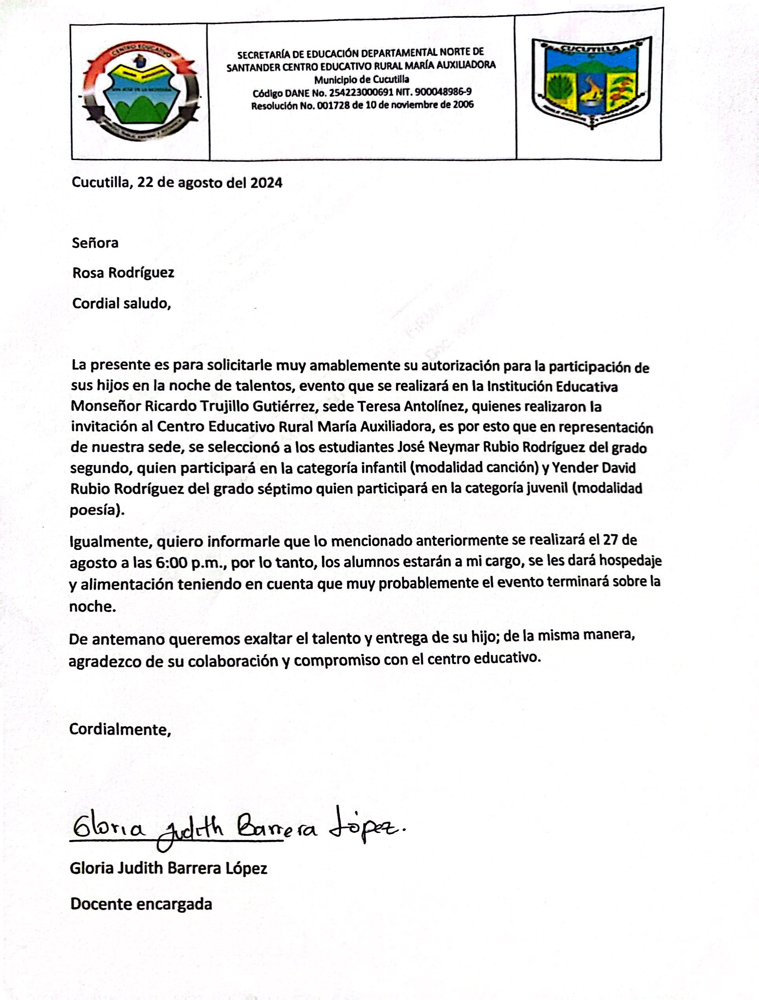 CENTRO EDUCATIVO
SECRETARÍA DE EDUCACIÓN DEPARTAMENTAL NORTE DE
SANTANDER CENTRO EDUCATIVO RURAL MARÍA AUXILIADORA
Municipio de Cucutilla
Código DANE No. 254223000691 NIT. 900048986-9
Resolución No. 001728 de 10 de noviembre de 2006
CUCUTILLA
Cucutilla, 22 de agosto del 2024
Señora
Rosa Rodríguez
Cordial saludo,
La presente es para solicitarle muy amablemente su autorización para la participación de
sus hijos en la noche de talentos, evento que se realizará en la Institución Educativa
Monseñor Ricardo Trujillo Gutiérrez, sede Teresa Antolínez, quienes realizaron la
invitación al Centro Educativo Rural María Auxiliadora, es por esto que en representación
de nuestra sede, se seleccionó a los estudiantes José Neymar Rubio Rodríguez del grado
segundo, quien participará en la categoría infantil (modalidad canción) y Yender David
Rubio Rodríguez del grado séptimo quien participará en la categoría juvenil (modalidad
poesía).
Igualmente, quiero informarle que lo mencionado anteriormente se realizará el 27 de
agosto a las 6:00 p.m., por lo tanto, los alumnos estarán a mi cargo, se les dará hospedaje
y alimentación teniendo en cuenta que muy probablemente el evento terminará sobre la
noche.
De antemano queremos exaltar el talento y entrega de su hijo; de la misma manera,
agradezco de su colaboración y compromiso con el centro educativo.
Cordialmente,
Gloria Judith Barrera López.
Gloria Judith Barrera López
Docente encargada